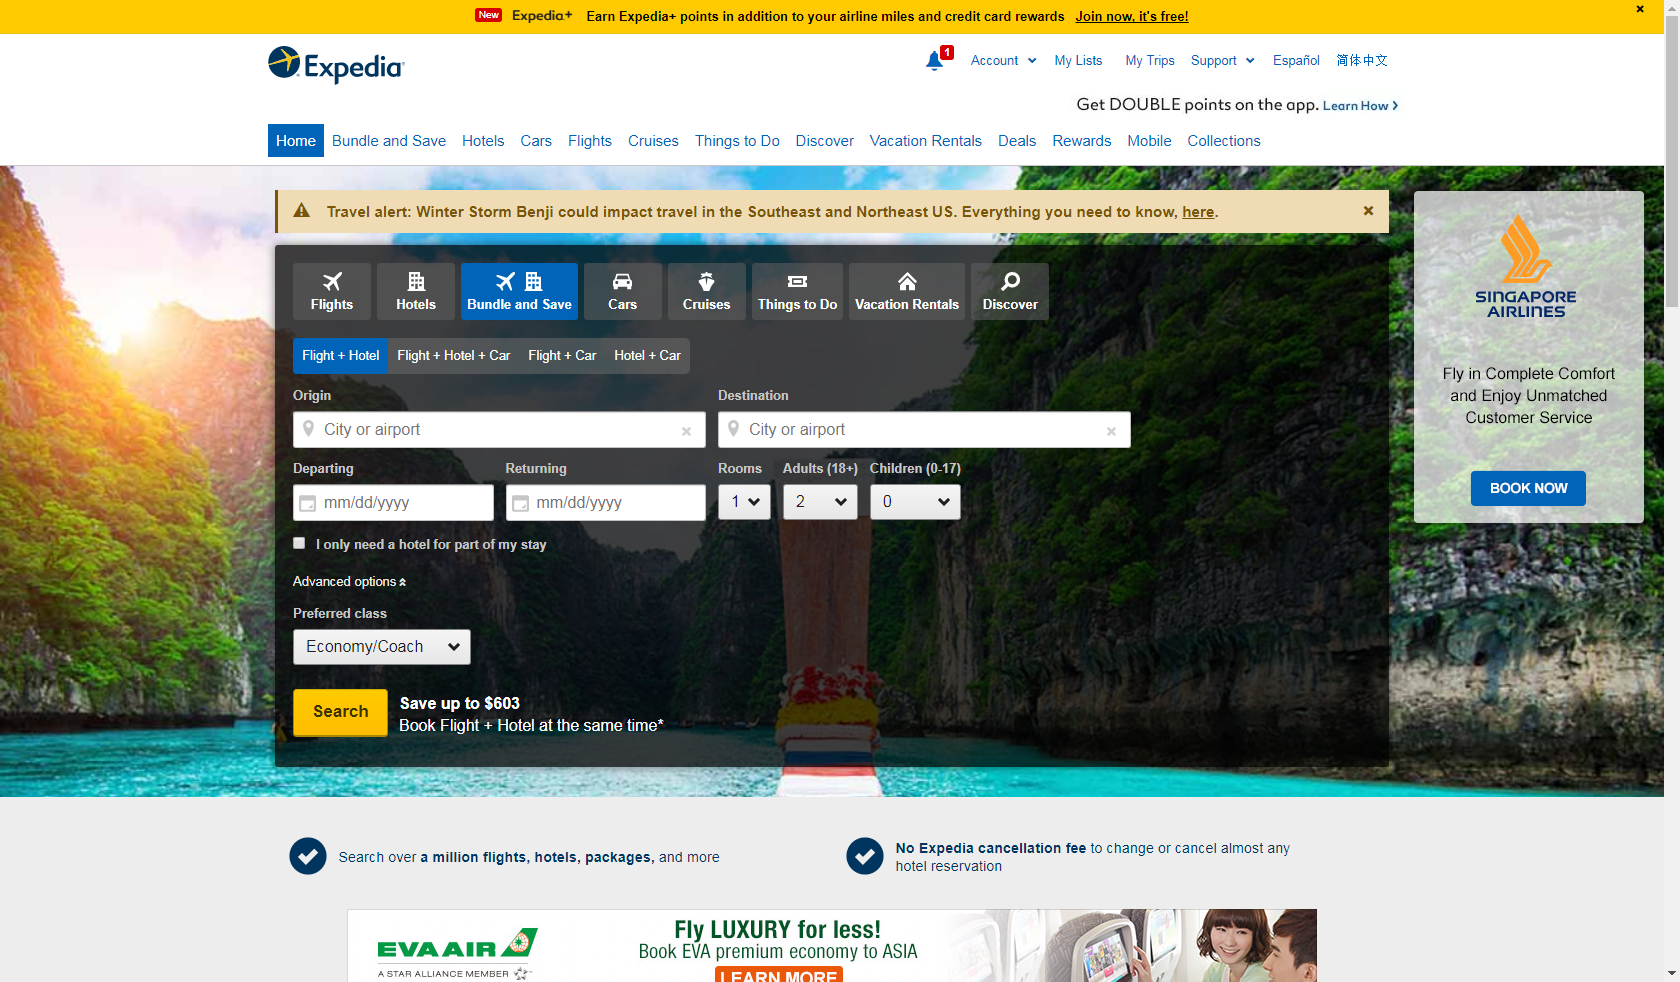 New Expedia+ Earn Expedia+ points in addition to your airline miles and credit card rewards Join now, it's free!
Expedia
1 Account My Lists My Trips Support Español 简体中文
Get DOUBLE points on the app. Learn How
Home Bundle and Save Hotels Cars Flights Cruises Things to Do Discover Vacation Rentals Deals Rewards Mobile Collections
Travel alert: Winter Storm Benji could impact travel in the Southeast and Northeast US. Everything you need to know, here.
Flights Hotels Bundle and Save Cars Cruises Things to Do Vacation Rentals Discover
Flight + Hotel Flight + Hotel + Car Flight + Car Hotel + Car
Origin Destination
City or airport City or airport
Departing Returning Rooms Adults (18+) Children (0-17)
mm/dd/yyyy mm/dd/yyyy 1 2 0
I only need a hotel for part of my stay
Advanced options
Preferred class
Economy/Coach
Search
Save up to $603
Book Flight + Hotel at the same time*
SINGAPORE
AIRLINES
Fly in Complete Comfort
and Enjoy Unmatched
Customer Service
BOOK NOW
Search over a million flights, hotels, packages, and more
No Expedia cancellation fee to change or cancel almost any
hotel reservation
EVA AIR
A STAR ALLIANCE MEMBER
Fly LUXURY for less!
Book EVA premium economy to ASIA
LEARN MORE